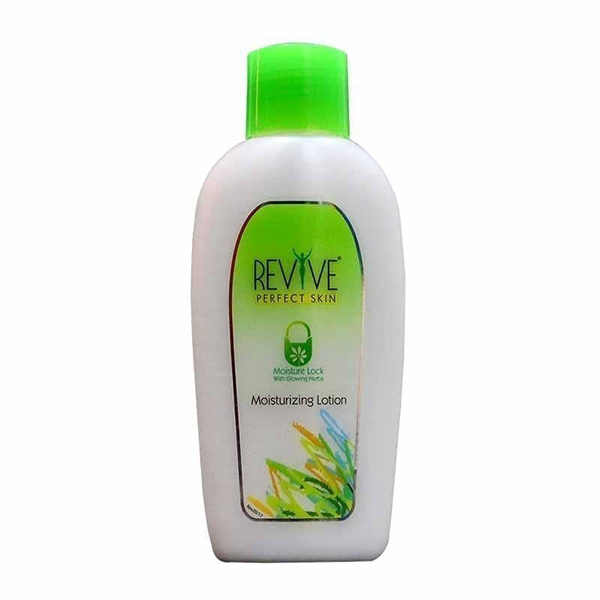 REVIVE®
PERFECT SKIN
Moisture Lock
With Glowing Herbs
Moisturizing Lotion